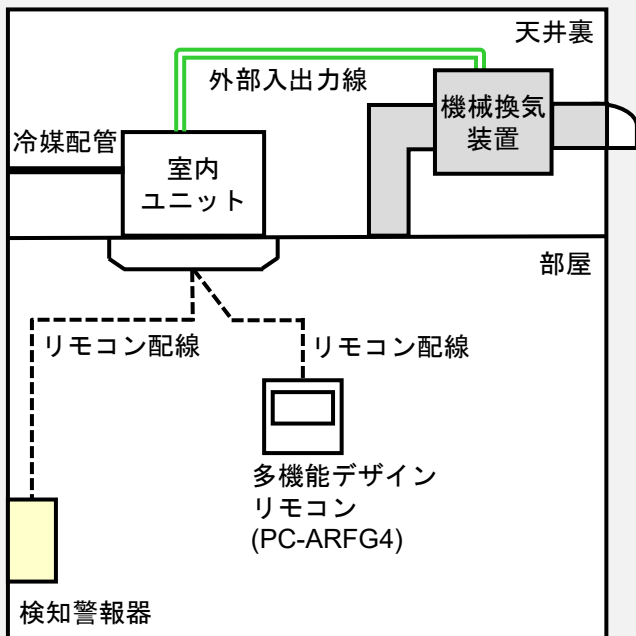 天井裏
外部入出力線
機械換気
装置
冷媒配管
室内
ユニット
部屋
リモコン配線
リモコン配線
多機能デザイン
リモコン
(PC-ARFG4)
検知警報器